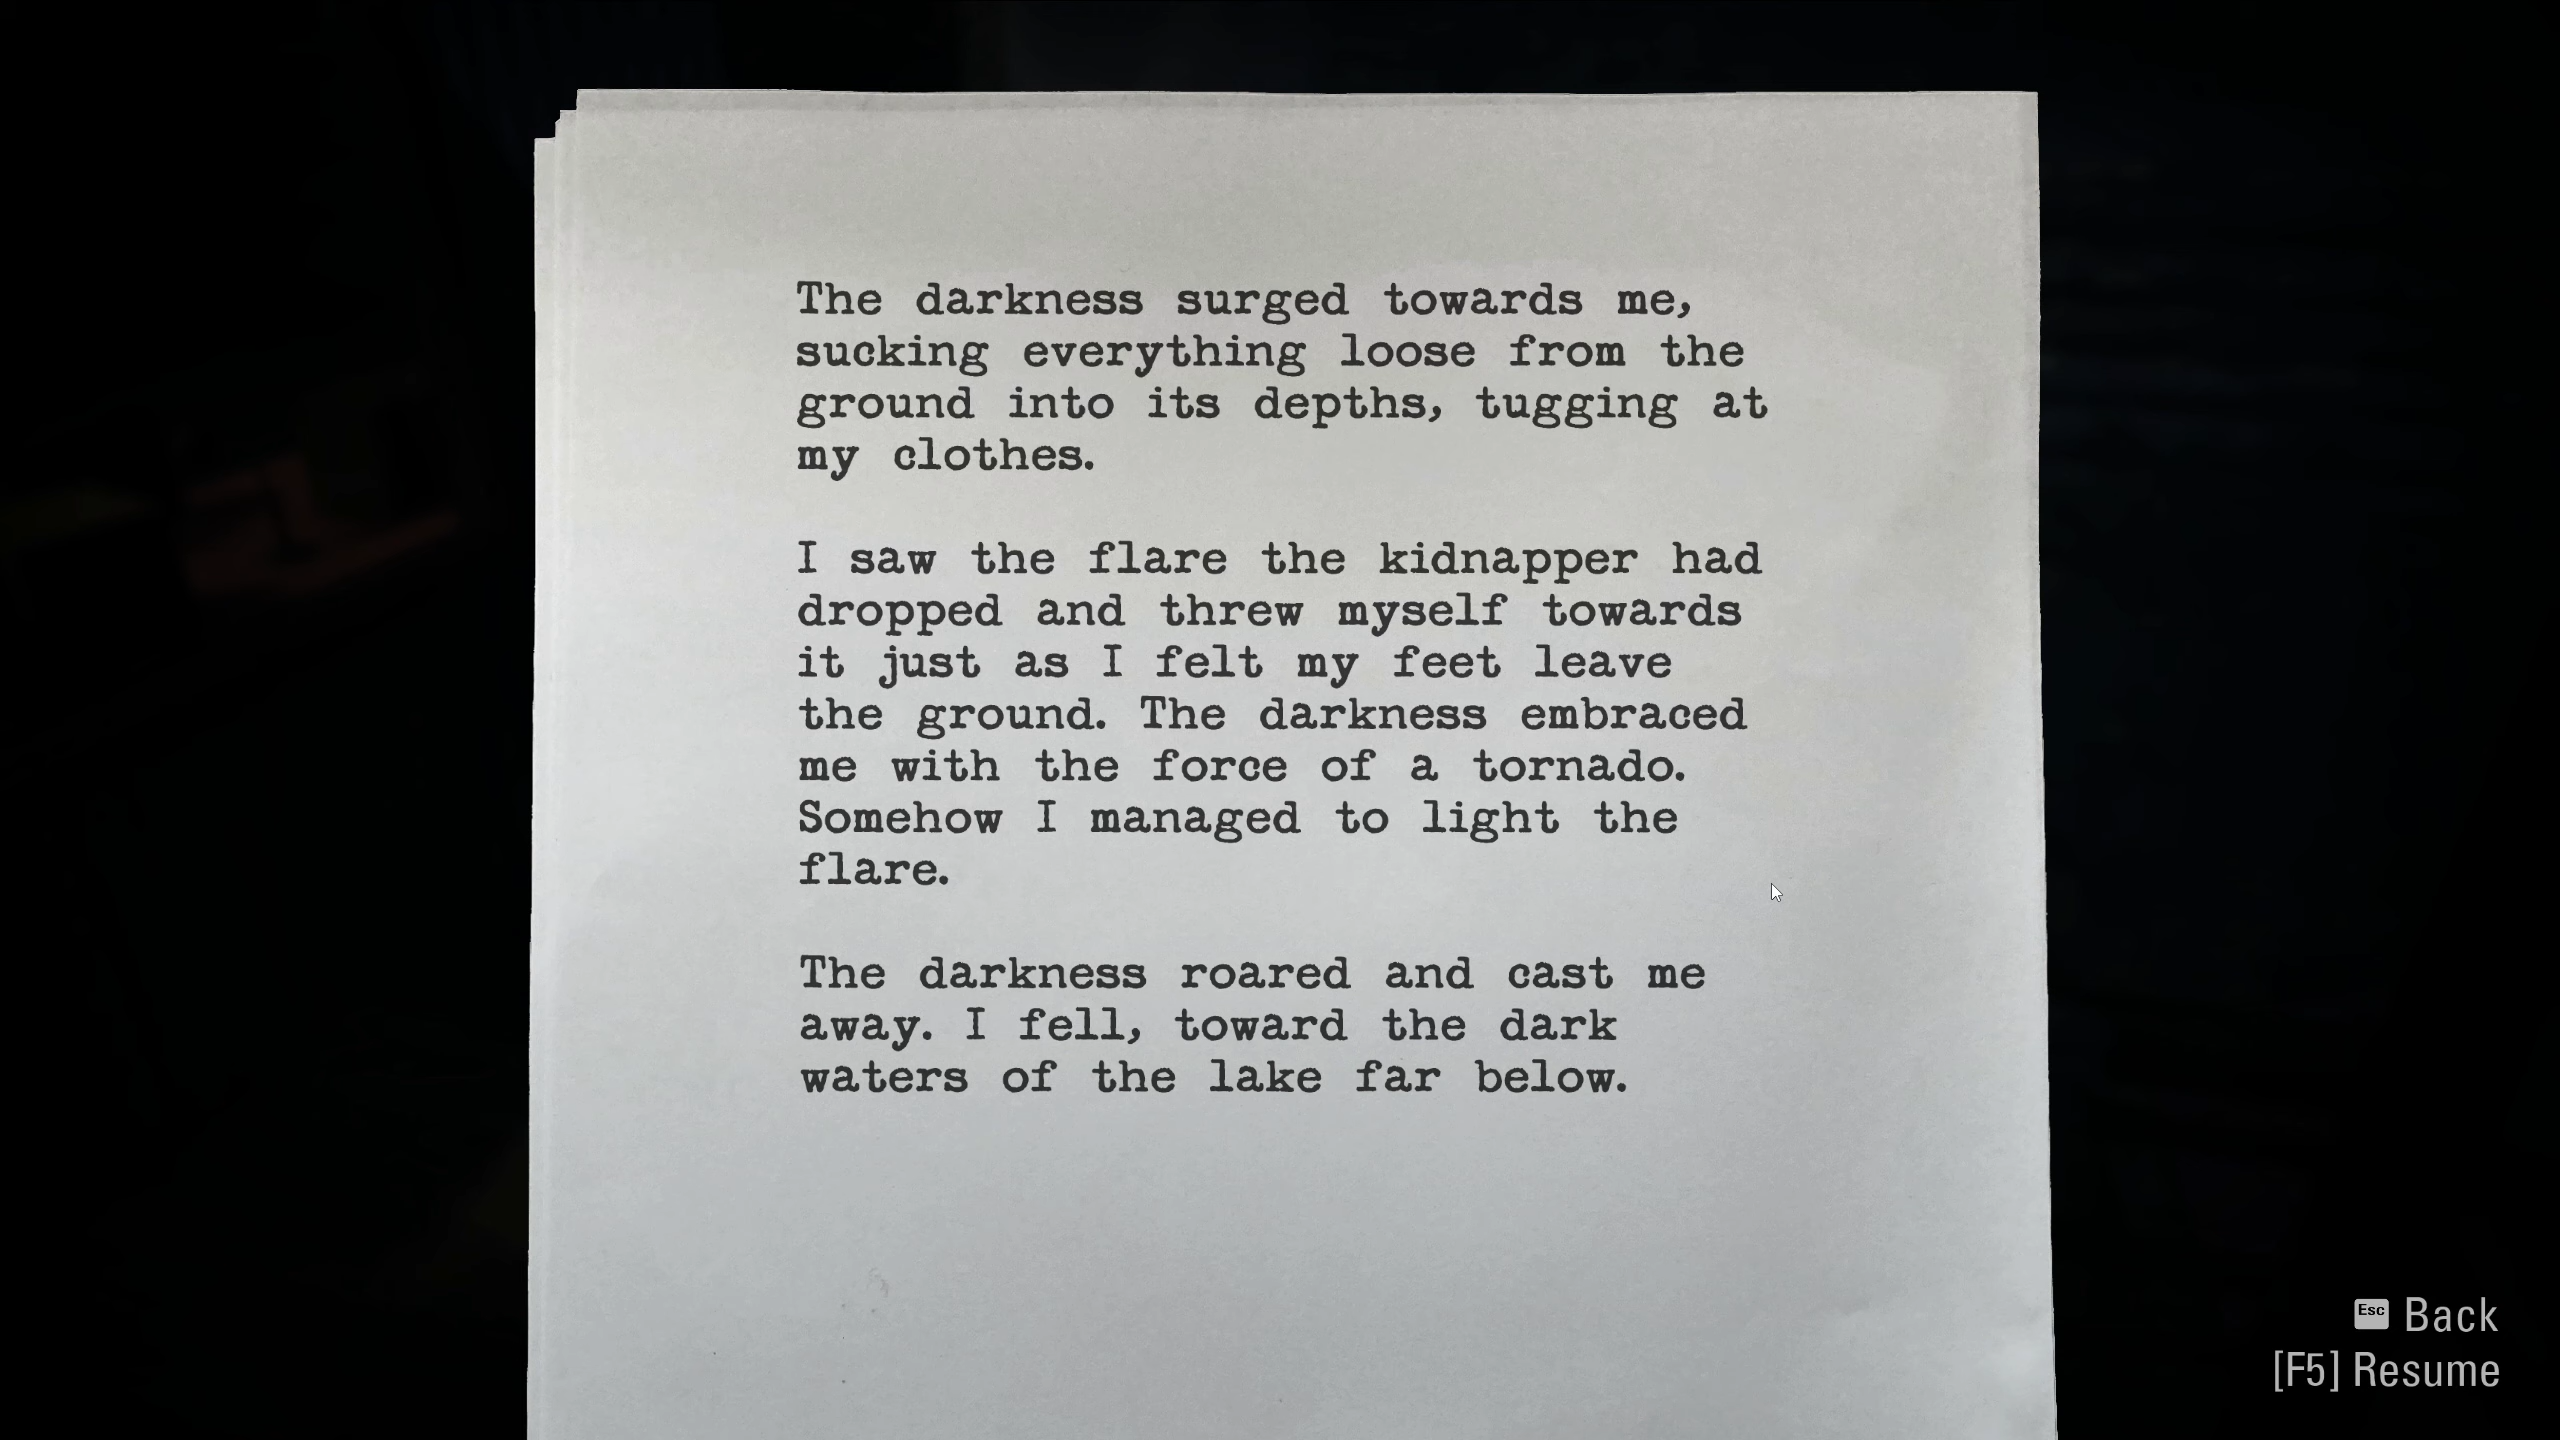 The darkness surged towards me,
sucking everything loose from the
ground into its depths, tugging at
my clothes.
I saw the flare the kidnapper had
dropped and threw myself towards
it just as I felt my feet leave
the ground. The darkness embraced
me with the force of a tornado.
Somehow I managed to light the
flare.
The darkness roared and cast me
away. I fell, toward the dark
waters of the lake far below.
Esc Back
[F5] Resume